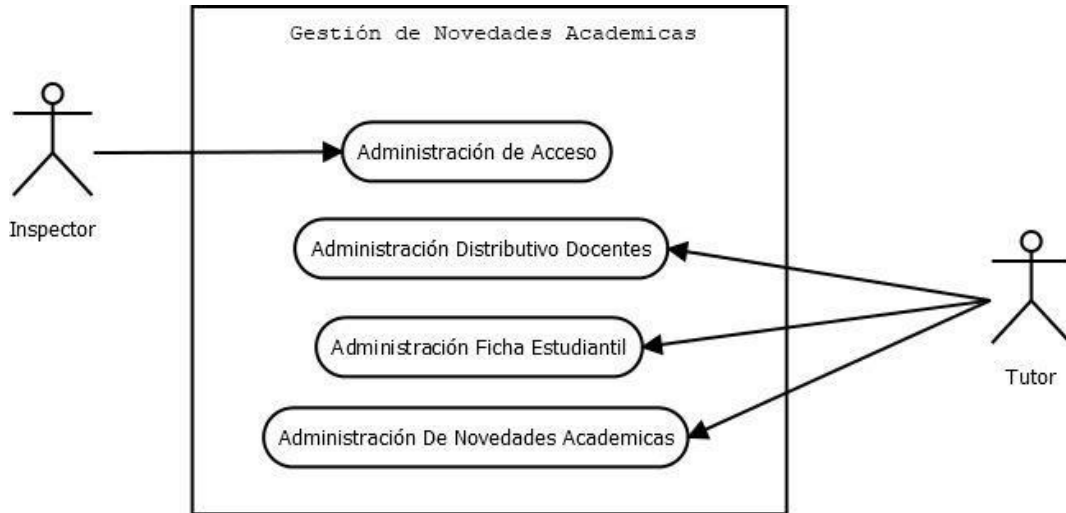 Gestión de Novedades Academicas
Administración de Acceso
Inspector
Administración Distributivo Docentes
Administración Ficha Estudiantil
Tutor
Administración De Novedades Academicas